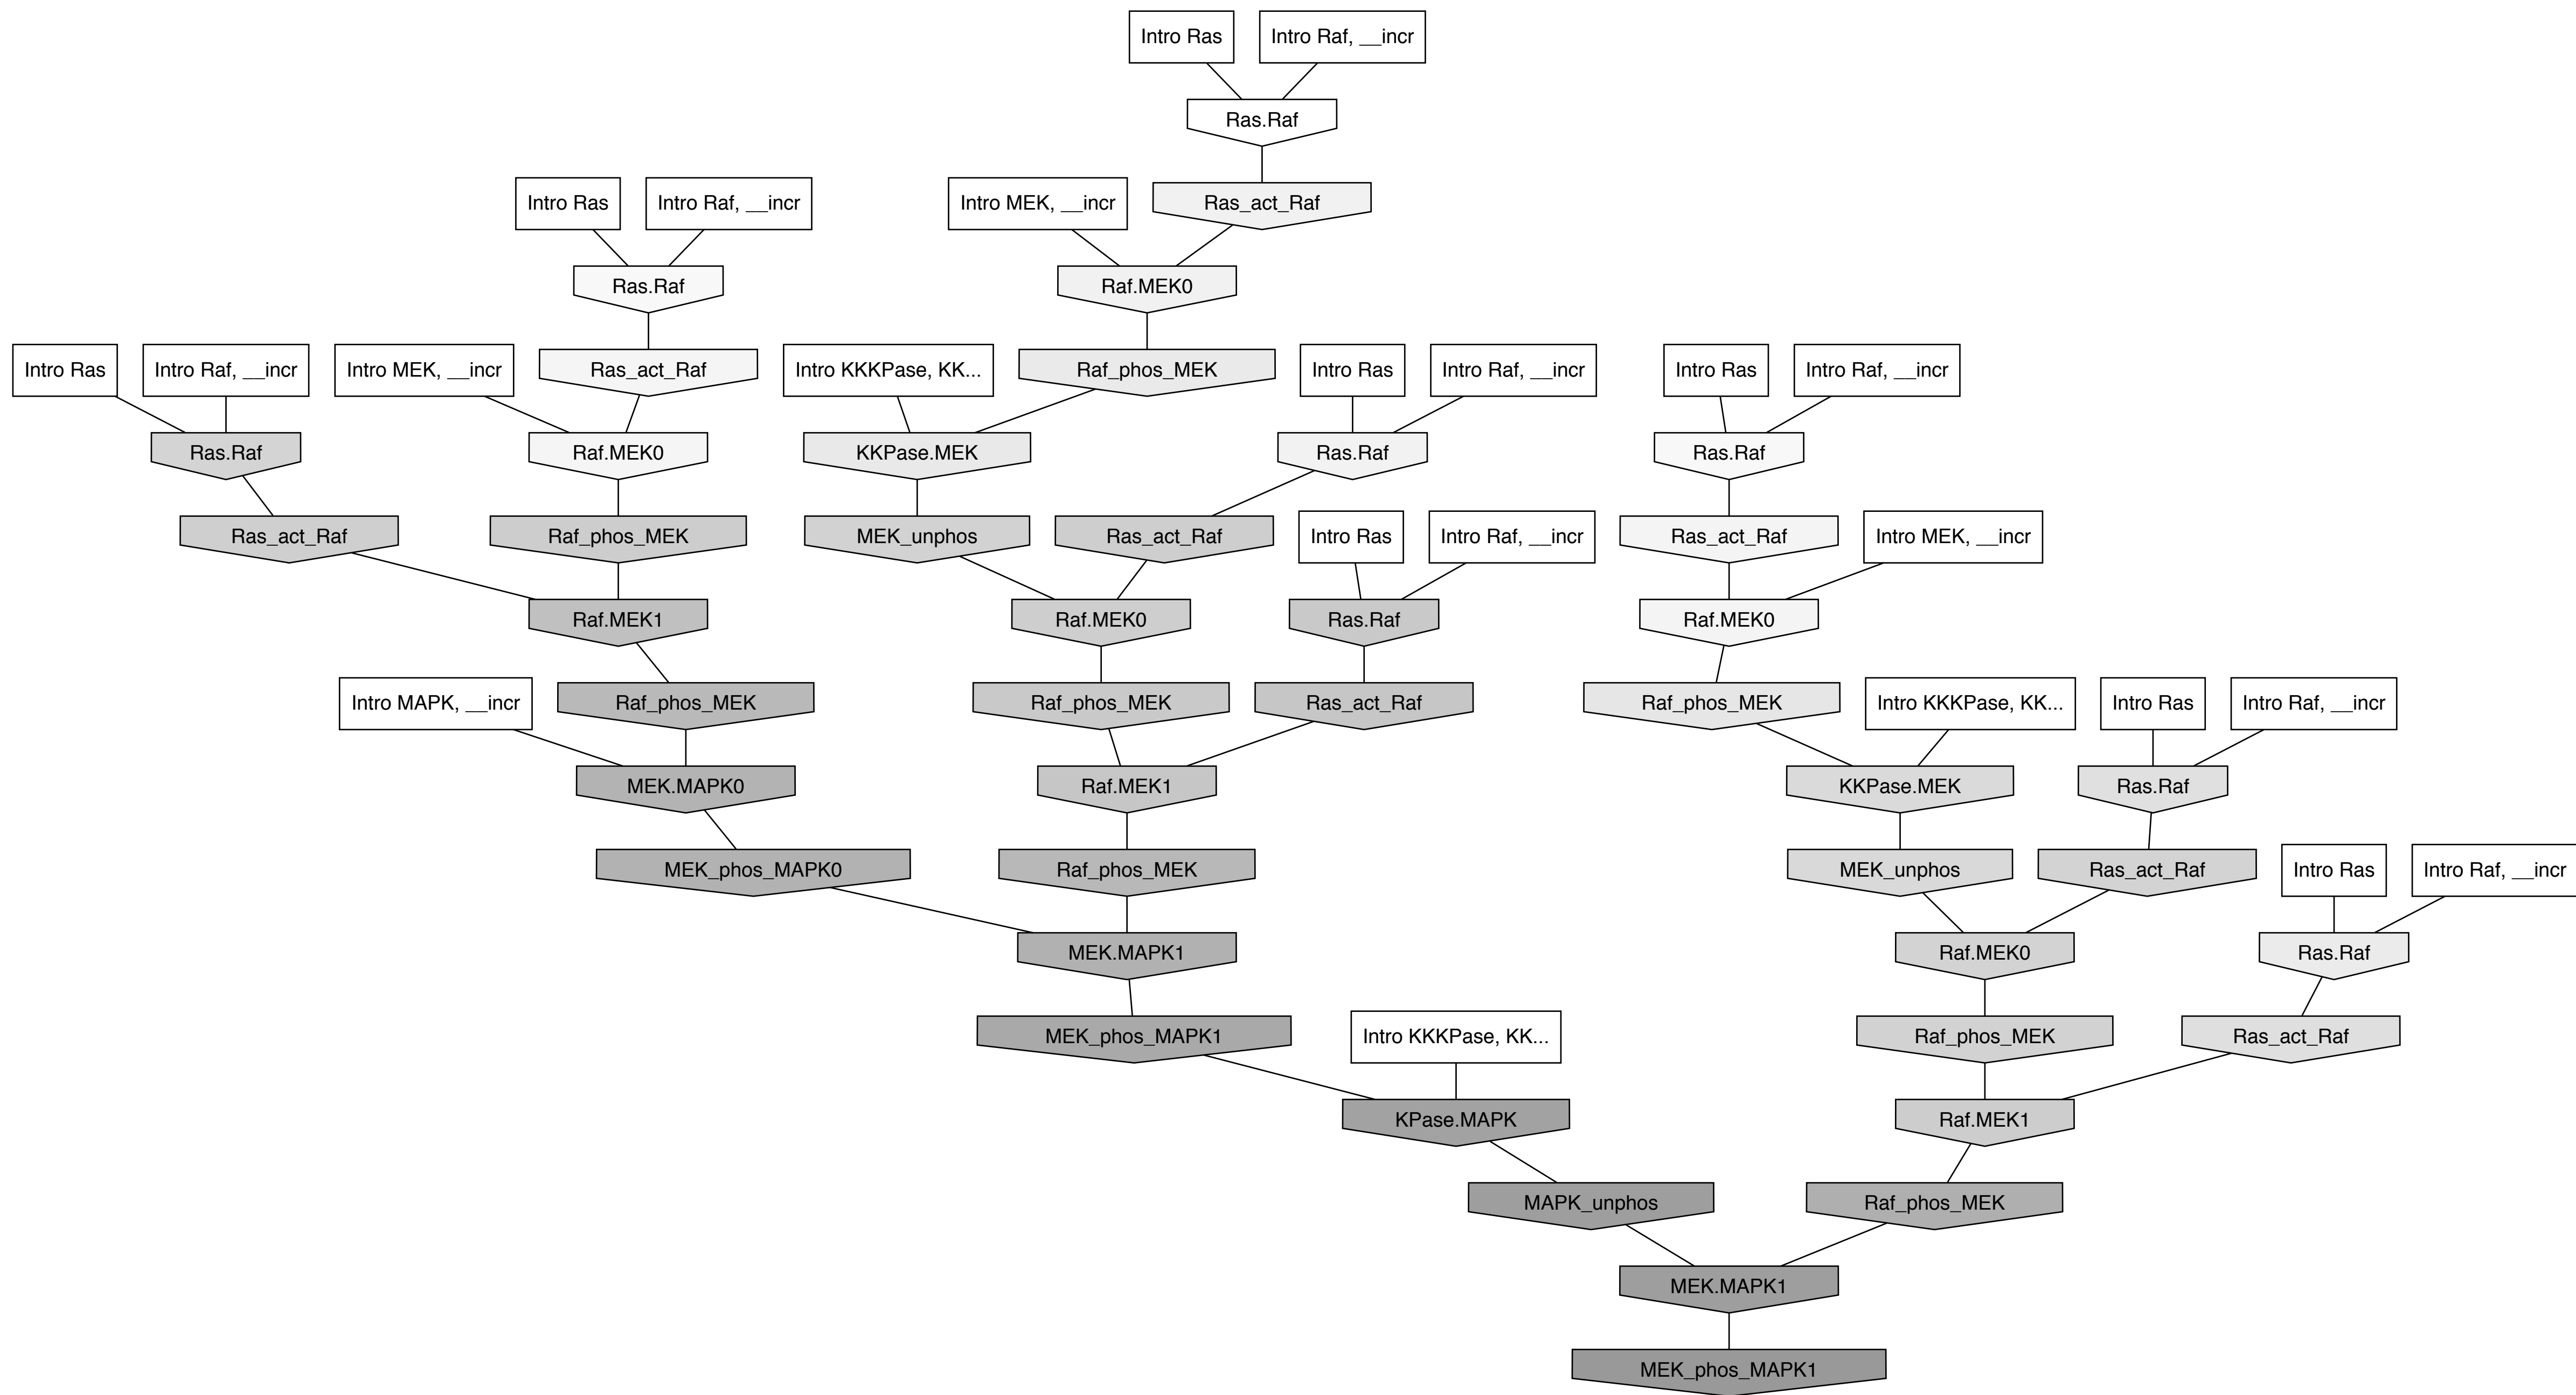 Intro Ras
Intro Raf, __incr
Ras.Raf
Intro Ras
Intro Raf, __incr
Intro MEK, __incr
Ras_act_Raf
Ras.Raf
Raf.MEK0
Intro Ras
Intro Raf, __incr
Intro MEK, __incr
Ras_act_Raf
Intro KKKPase, KK...
Raf_phos_MEK
Intro Ras
Intro Raf, __incr
Intro Ras
Intro Raf, __incr
Ras.Raf
Raf.MEK0
KKPase.MEK
Ras.Raf
Ras.Raf
Ras_act_Raf
Raf_phos_MEK
MEK_unphos
Ras_act_Raf
Intro Ras
Intro Raf, __incr
Ras_act_Raf
Intro MEK, __incr
Raf.MEK1
Raf.MEK0
Ras.Raf
Raf.MEK0
Intro MAPK, __incr
Raf_phos_MEK
Raf_phos_MEK
Ras_act_Raf
Raf_phos_MEK
Intro KKKPase, KK...
Intro Ras
Intro Raf, __incr
MEK.MAPK0
Raf.MEK1
KKPase.MEK
Ras.Raf
MEK_phos_MAPK0
Raf_phos_MEK
MEK_unphos
Ras_act_Raf
Intro Ras
Intro Raf, __incr
MEK.MAPK1
Raf.MEK0
Ras.Raf
MEK_phos_MAPK1
Intro KKKPase, KK...
Raf_phos_MEK
Ras_act_Raf
KPase.MAPK
Raf.MEK1
MAPK_unphos
Raf_phos_MEK
MEK.MAPK1
MEK_phos_MAPK1